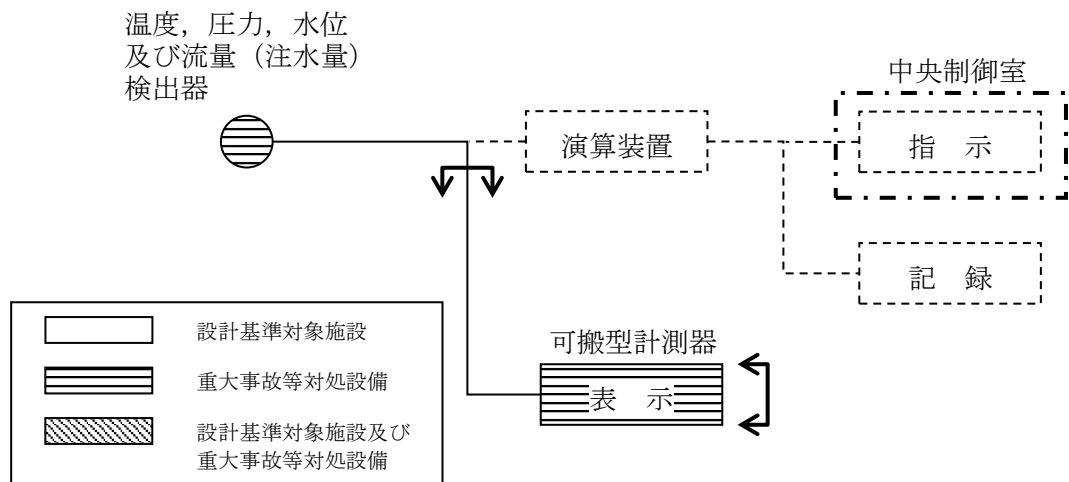 温度，圧力，水位
及び流量（注水量）
検出器
中央制御室
演算装置
指　示
記　録
可搬型計測器
表　示
設計基準対象施設
重大事故等対処設備
設計基準対象施設及び
重大事故等対処設備